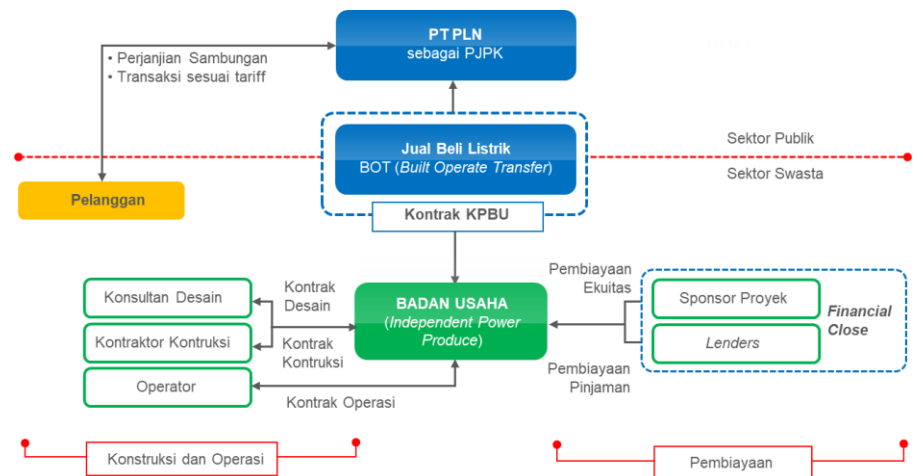 PT PLN
sebagai PJPK
• Perjanjian Sambungan
• Transaksi sesuai tariff
Jual Beli Listrik
BOT (Built Operate Transfer)
Sektor Publik
Sektor Swasta
Pelanggan
Kontrak KPBU
Konsultan Desain
Kontraktor Kontruksi
Operator
Kontrak
Desain
Kontrak
Kontruksi
Kontrak Operasi
BADAN USAHA
(Independent Power
Produce)
Pembiayaan
Ekuitas
Pembiayaan
Pinjaman
Sponsor Proyek
Lenders
Financial
Close
Konstruksi dan Operasi
Pembiayaan